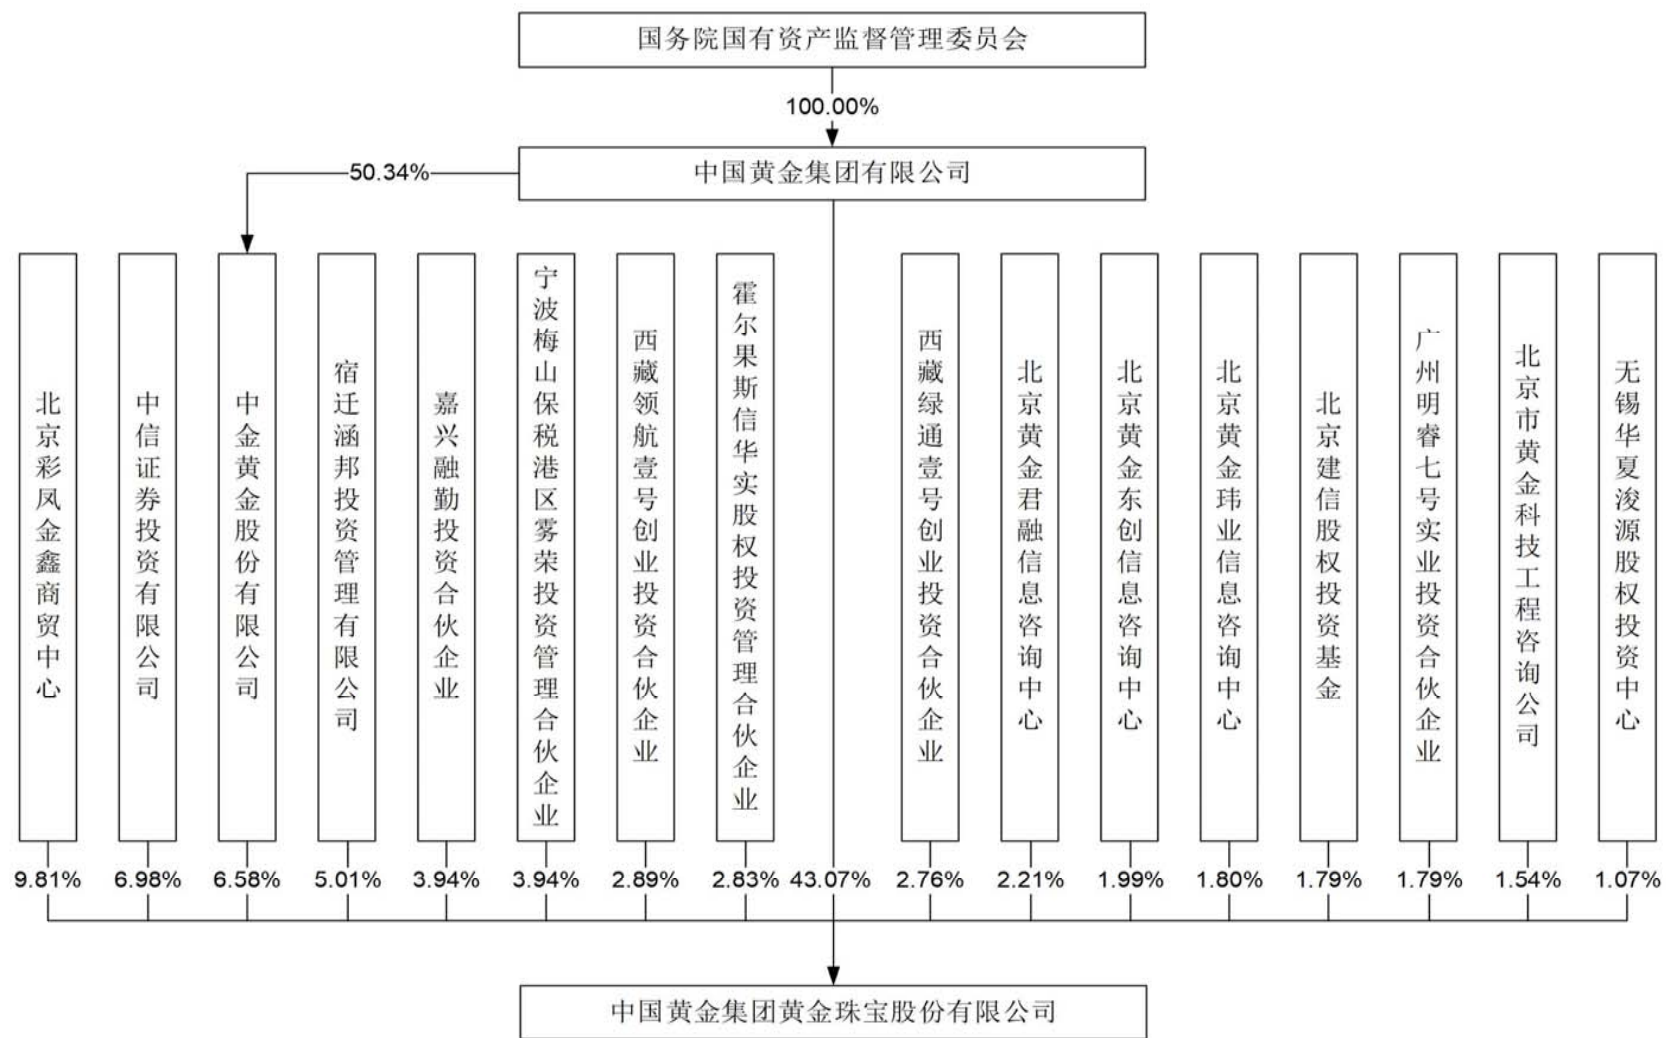 国务院国有资产监督管理委员会
100.00%
50.34%
中国黄金集团有限公司
北京彩凤金鑫商贸中心
中信证券投资有限公司
中金黄金股份有限公司
宿迁涵邦投资管理有限公司
嘉兴融勤投资合伙企业
宁波梅山保税港区雾荣投资管理合伙企业
西藏领航壹号创业投资合伙企业
霍尔果斯信华实股权投资管理合伙企业
西藏绿通壹号创业投资合伙企业
北京黄金君融信息咨询中心
北京黄金东创信息咨询中心
北京黄金玮业信息咨询中心
北京建信股权投资基金
广州明睿七号实业投资合伙企业
北京市黄金科技工程咨询公司
无锡华夏浚源股权投资中心
9.81%
6.98%
6.58%
5.01%
3.94%
3.94%
2.89%
2.83%
43.07%
2.76%
2.21%
1.99%
1.80%
1.79%
1.79%
1.54%
1.07%
中国黄金集团黄金珠宝股份有限公司